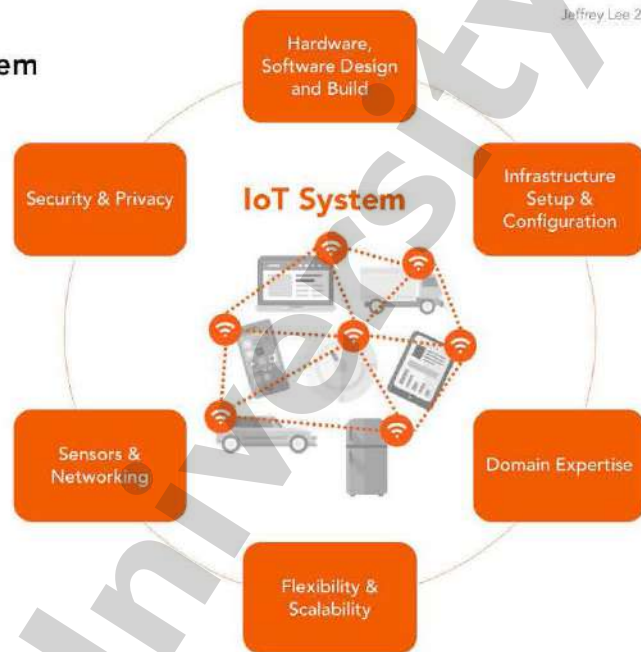 Jeffrey Lee 2
em
Hardware,
Software Design
and Build
Security & Privacy
IoT System
Infrastructure
Setup &
Configuration
Sensors &
Networking
Domain Expertise
Flexibility &
Scalability
University